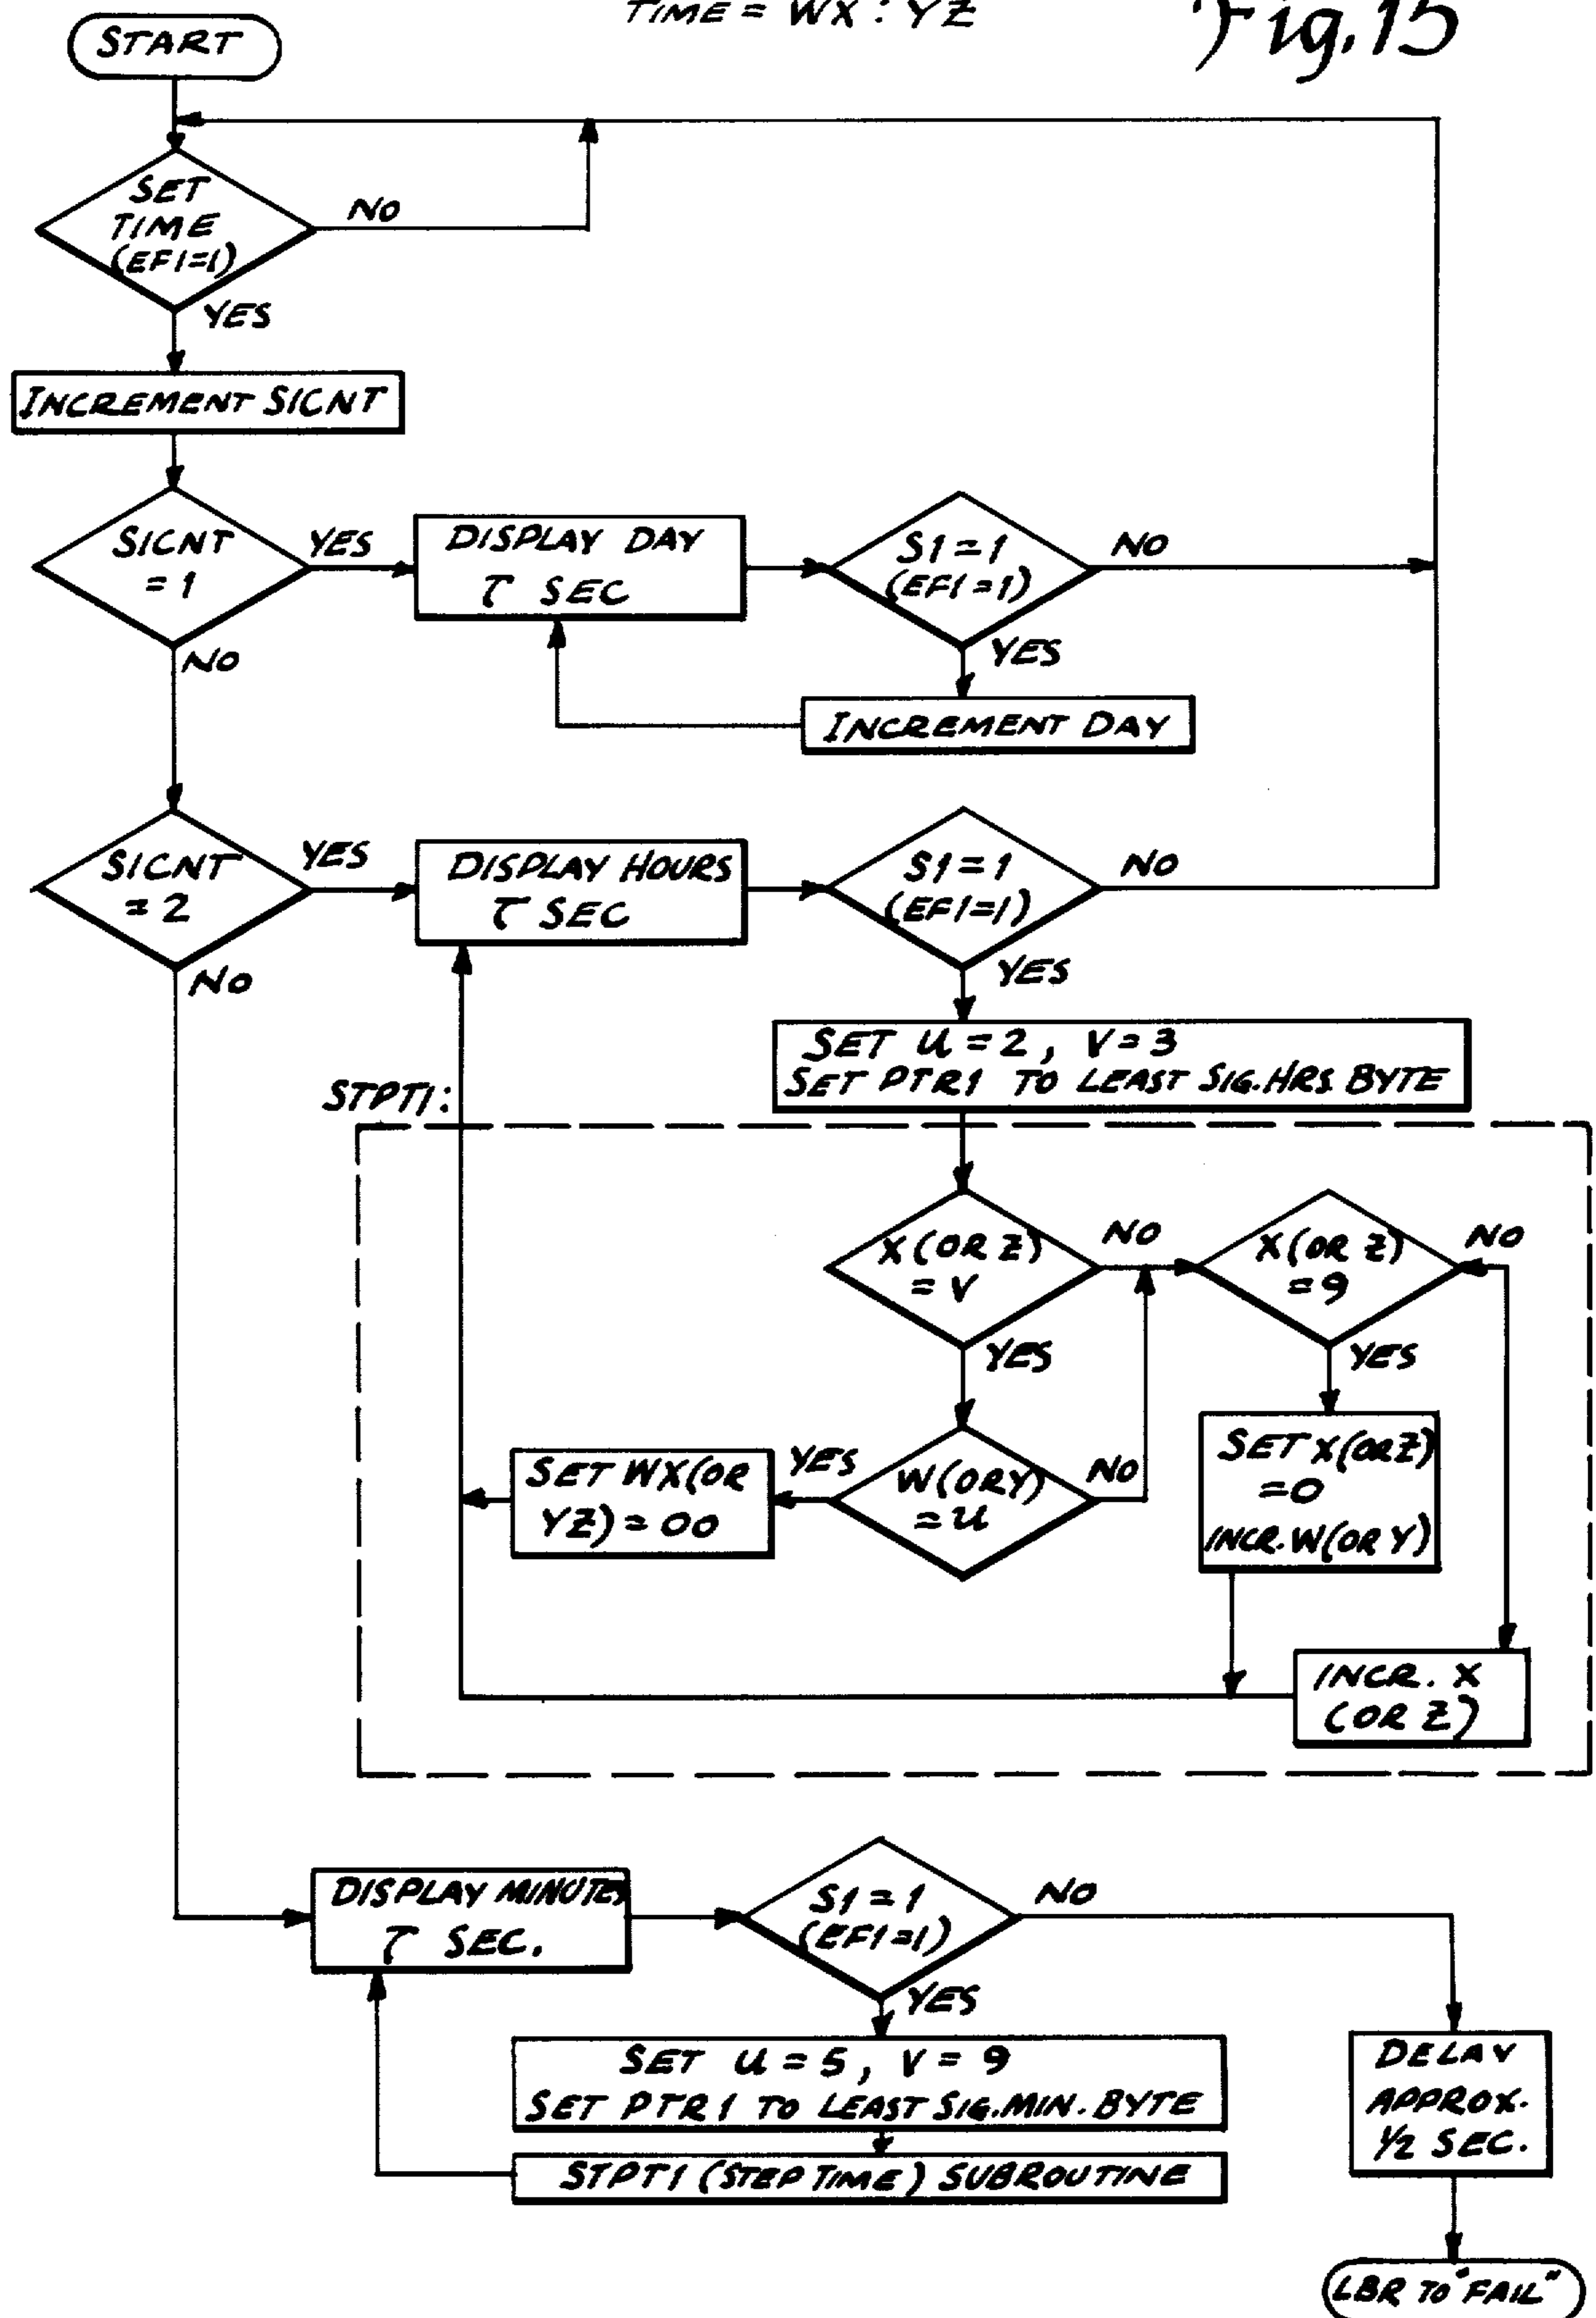 TIME = WX : YZ
Fig. 15
START
SET
TIME
(EF1=1)
NO
YES
INCREMENT S1CNT
S1CNT
= 1
YES
DISPLAY DAY
τ SEC
S1 = 1
(EF1 = 1)
NO
NO
YES
INCREMENT DAY
S1CNT
= 2
YES
DISPLAY HOURS
τ SEC
S1 = 1
(EF1=1)
NO
NO
YES
SET U = 2, V = 3
SET PTR1 TO LEAST SIG. HRS. BYTE
STPT1:
X (OR Z)
= V
NO
X (OR Z)
= 9
NO
YES
YES
SET WX (OR
YZ) = 00
YES
W (OR Y)
= U
NO
SET X (OR Z)
= 0
INCR. W (OR Y)
INCR. X
(OR Z)
DISPLAY MINUTES
τ SEC.
S1 = 1
(EF1=1)
NO
YES
SET U = 5, V = 9
SET PTR1 TO LEAST SIG. MIN. BYTE
STPT1 (STEP TIME) SUBROUTINE
DELAY
APPROX.
1/2 SEC.
LBR TO "FAIL"